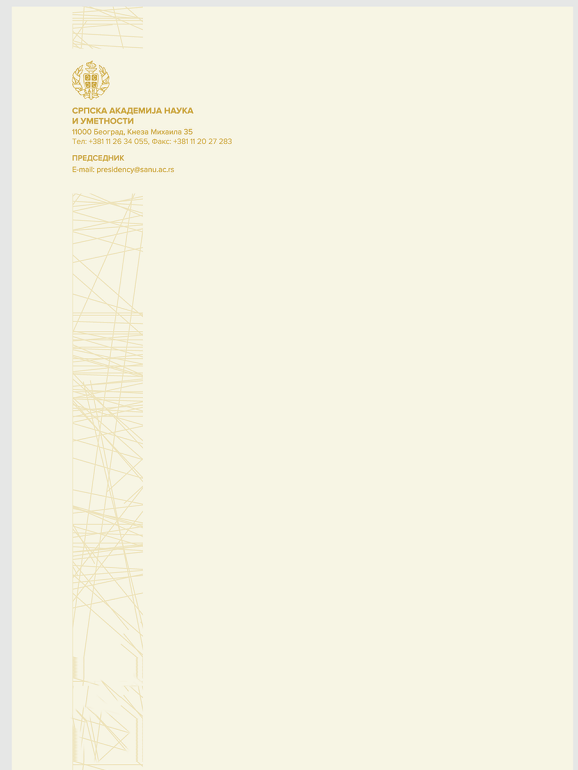 СРПСКА АКАДЕМИЈА НАУКА
И УМЕТНОСТИ
11000 Београд, Кнеза Михаила 35
Тел: +381 11 26 34 055, Факс: +381 11 20 27 283
ПРЕДСЕДНИК
E-mail: presidency@sanu.ac.rs